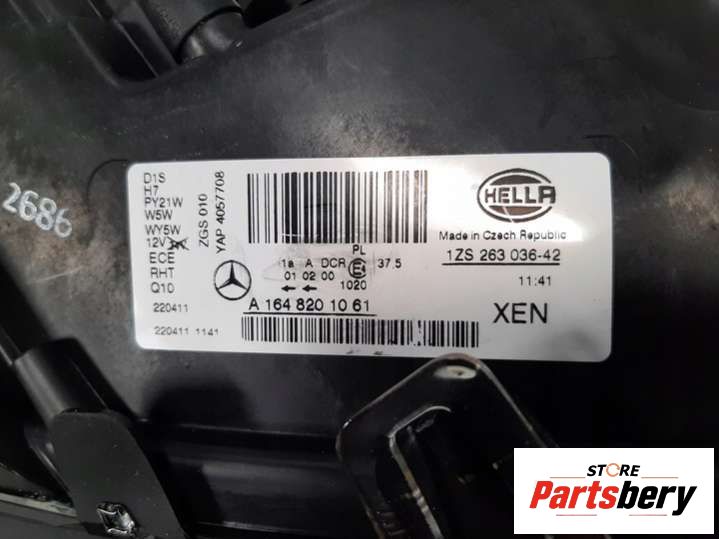 2686
D1S
H7
PY21W
W5W
WY5W
12V
ECE
RHT
Q10
220411
220411 1141
ZGS 010
YAP 4057708
PL
1a A DCR E 37,5
01 02 00
1020
A 164 820 10 61
HELLA
Made in Czech Republic
1ZS 263 036-42
11:41
XEN
STORE
Partsbery